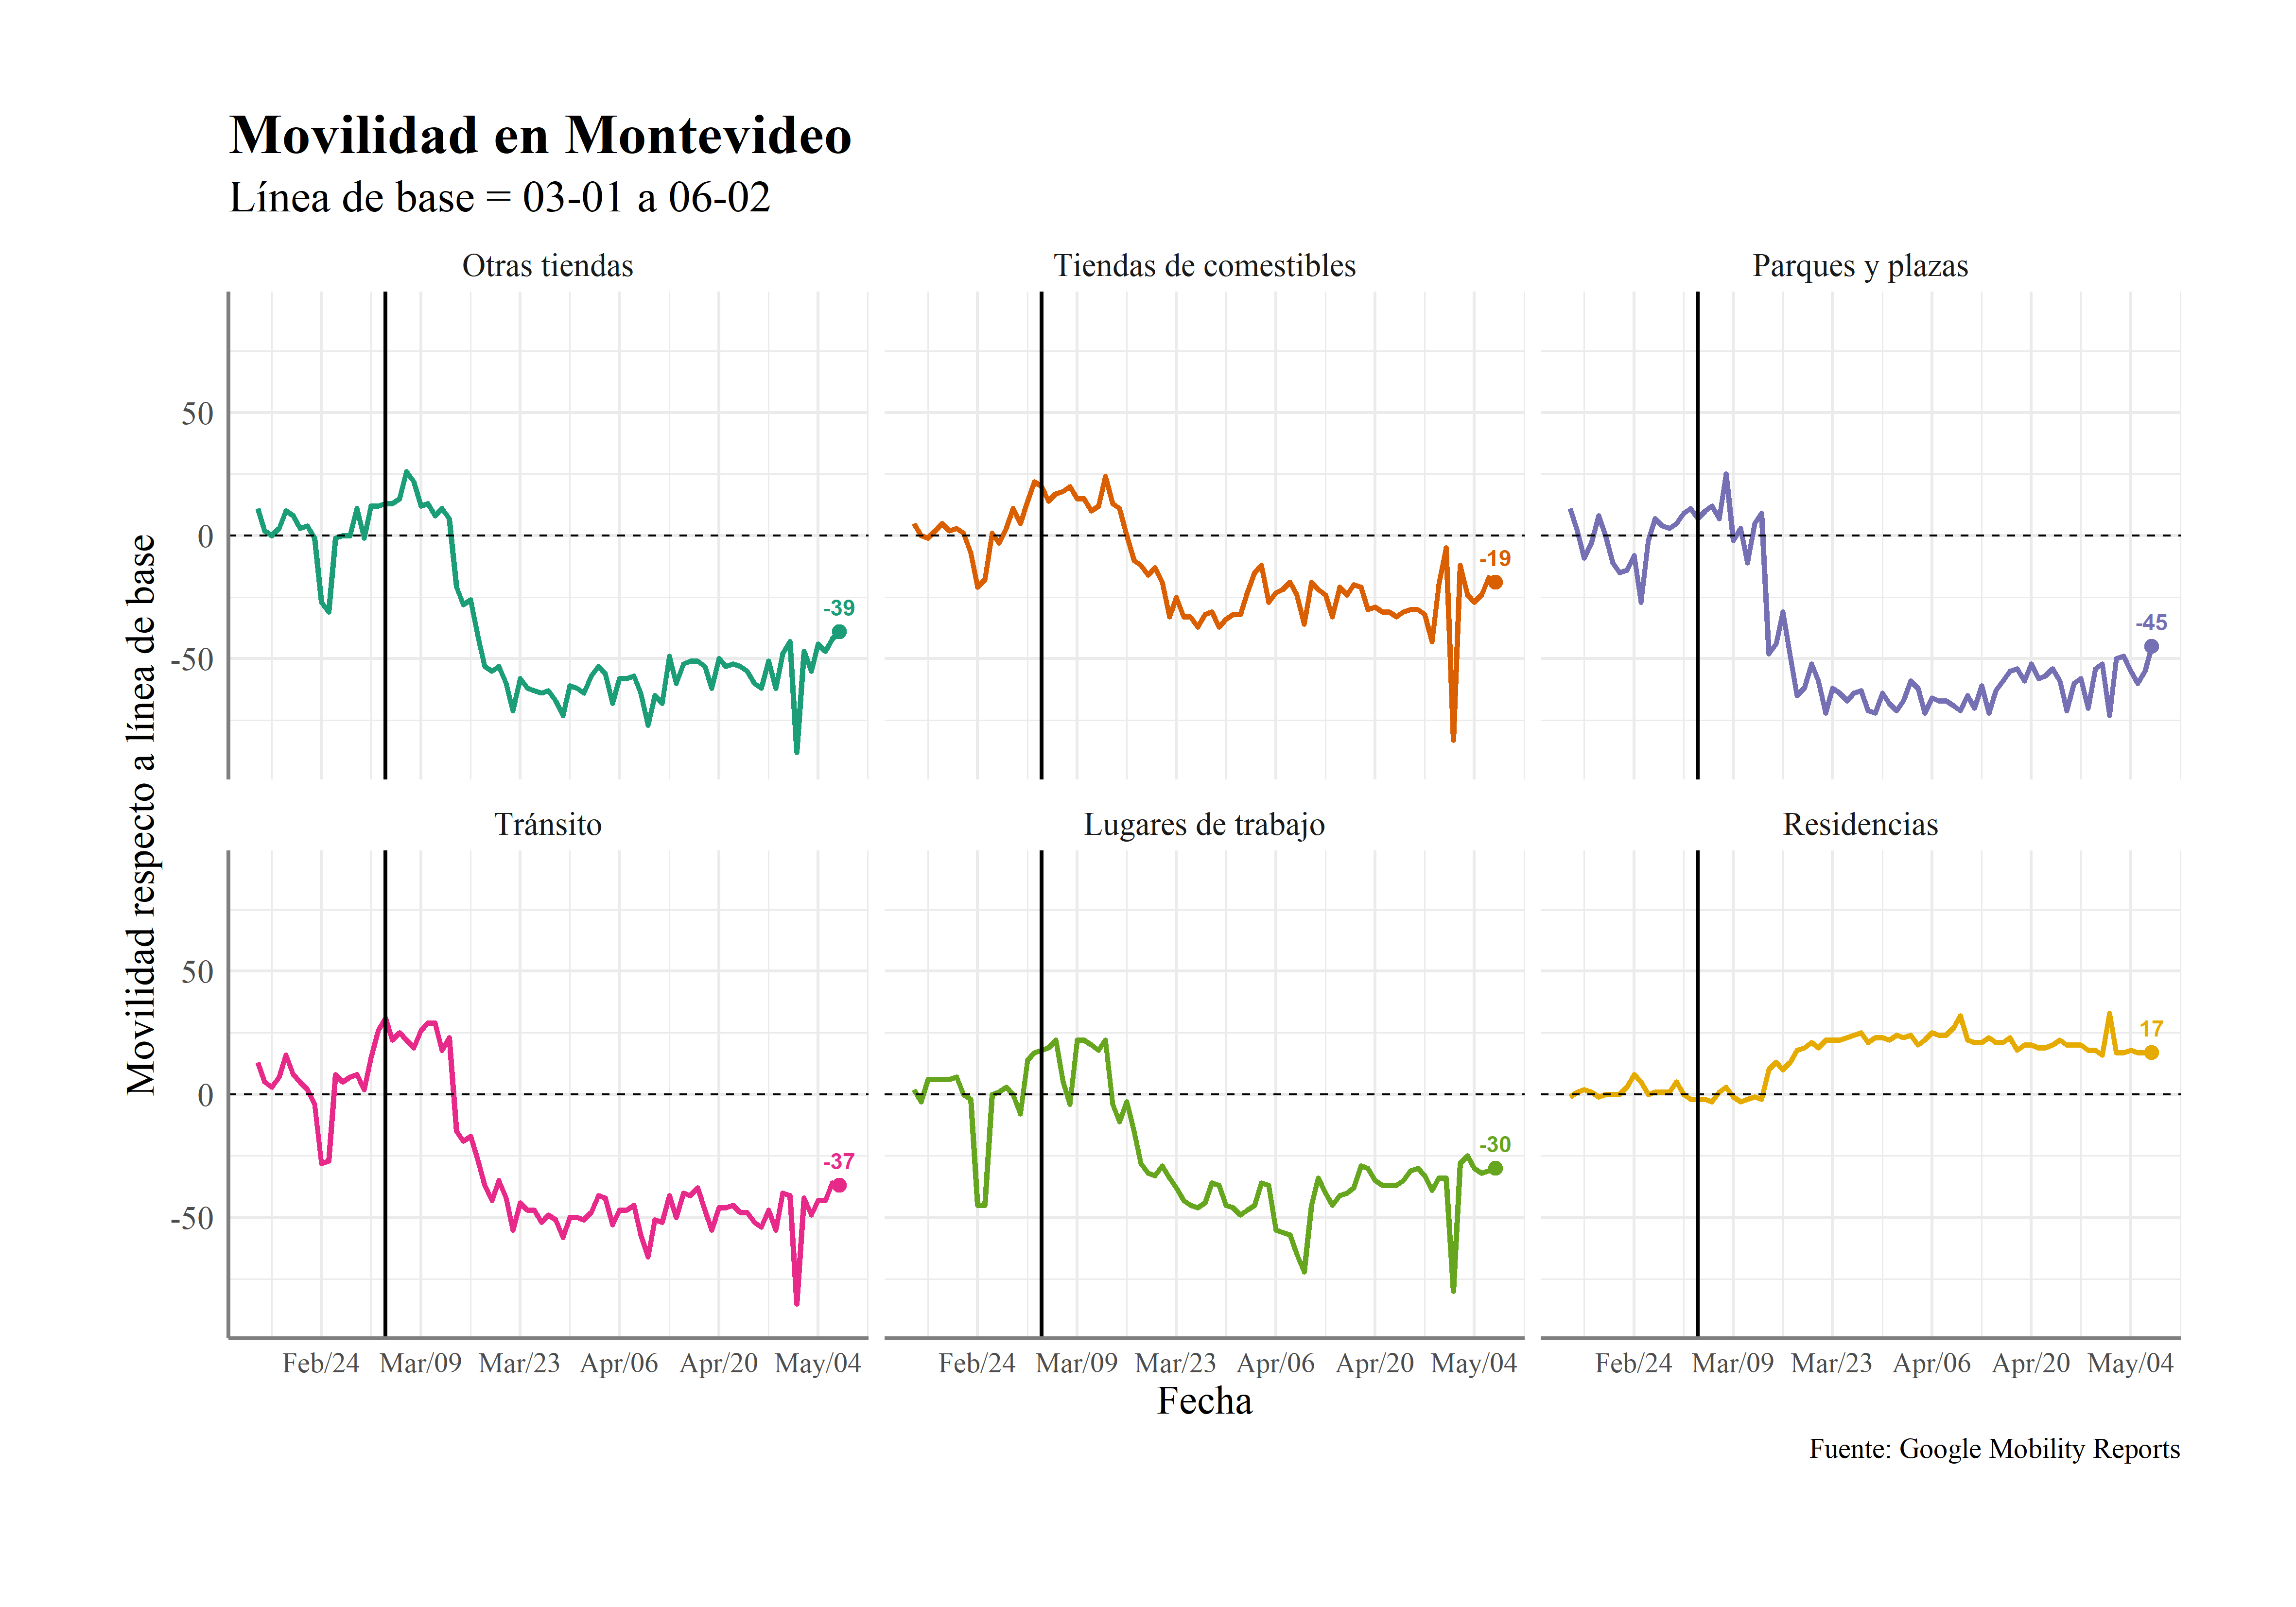 Movilidad en Montevideo
Línea de base = 03-01 a 06-02
Otras tiendas
Tiendas de comestibles
Parques y plazas
50
0
-50
-39
-19
-45
Movilidad respecto a línea de base
Tránsito
Lugares de trabajo
Residencias
50
0
-50
-37
-30
17
Feb/24 Mar/09 Mar/23 Apr/06 Apr/20 May/04
Feb/24 Mar/09 Mar/23 Apr/06 Apr/20 May/04
Feb/24 Mar/09 Mar/23 Apr/06 Apr/20 May/04
Fecha
Fuente: Google Mobility Reports